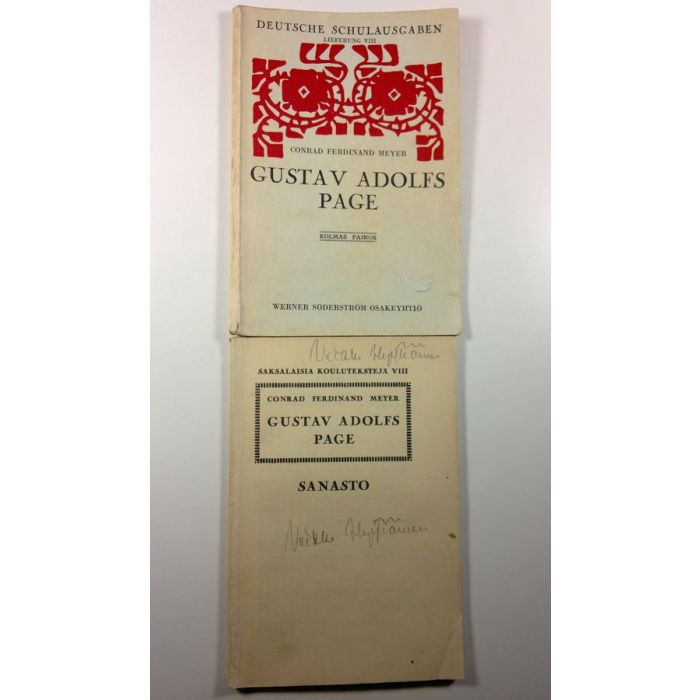 DEUTSCHE SCHULAUSGABEN
LIEFERUNG VIII
CONRAD FERDINAND MEYER
GUSTAV ADOLFS
PAGE
KOLMAS PAINOS
WERNER SÖDERSTRÖM OSAKEYHTIÖ
SAKSALAISIA KOULUTEKSTEJÄ VIII
CONRAD FERDINAND MEYER
GUSTAV ADOLFS
PAGE
SANASTO